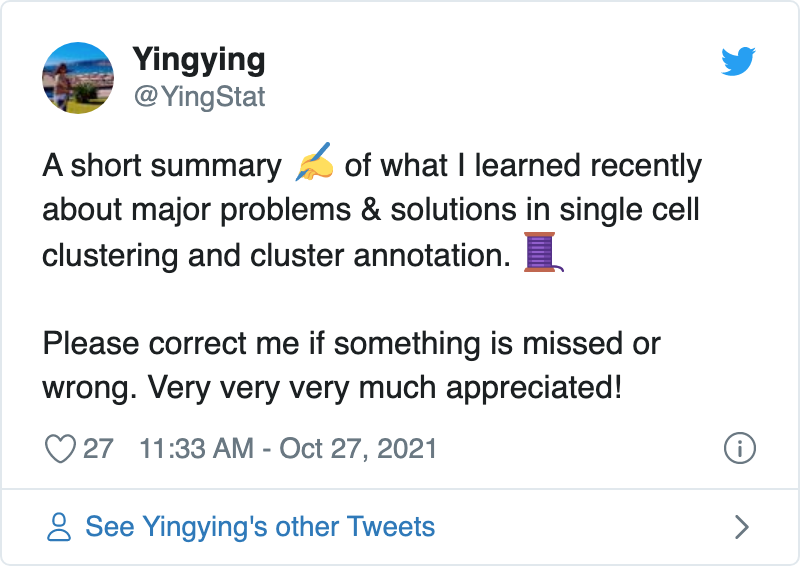 Yingying
@YingStat
A short summary ✍️ of what I learned recently
about major problems & solutions in single cell
clustering and cluster annotation. 🧵
Please correct me if something is missed or
wrong. Very very very much appreciated!
27 11:33 AM - Oct 27, 2021
See Yingying's other Tweets